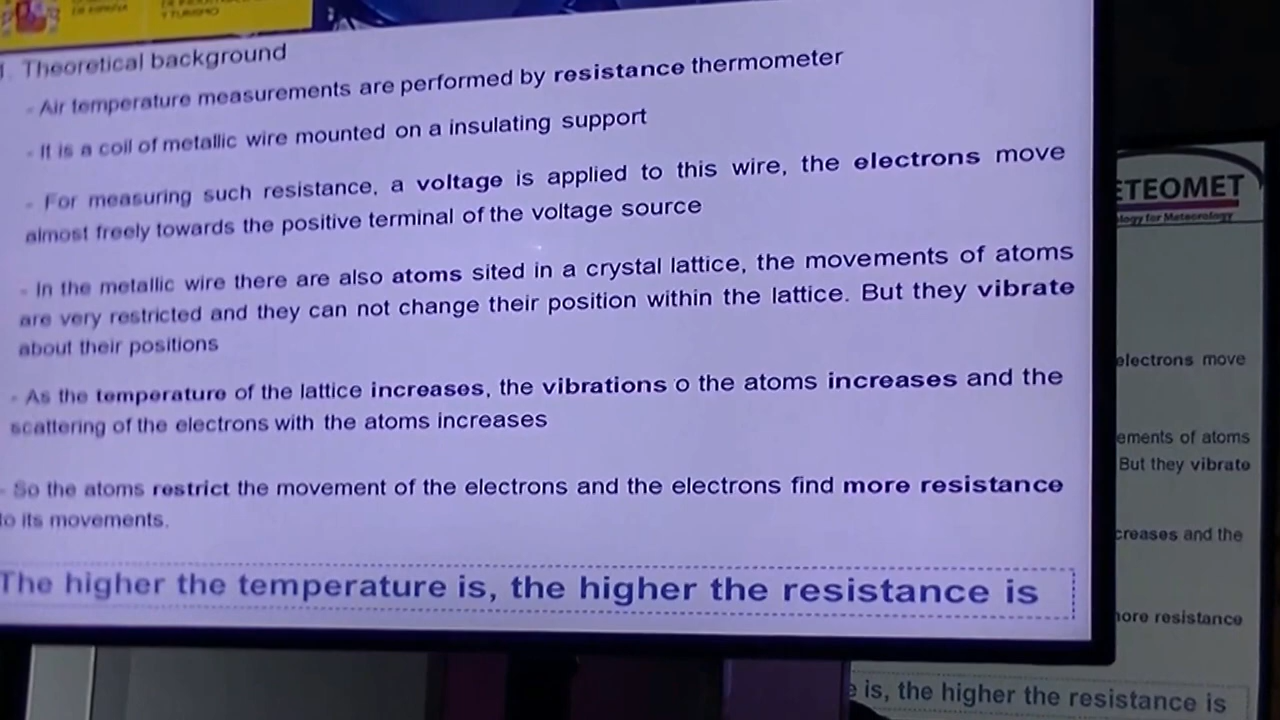 DE ESPAÑA
Y TURISMO
1. Theoretical background
- Air temperature measurements are performed by resistance thermometer
- It is a coil of metallic wire mounted on a insulating support
- For measuring such resistance, a voltage is applied to this wire, the electrons move
almost freely towards the positive terminal of the voltage source
- In the metallic wire there are also atoms sited in a crystal lattice, the movements of atoms
are very restricted and they can not change their position within the lattice. But they vibrate
about their positions
- As the temperature of the lattice increases, the vibrations o the atoms increases and the
scattering of the electrons with the atoms increases
- So the atoms restrict the movement of the electrons and the electrons find more resistance
to its movements.
The higher the temperature is, the higher the resistance is
ETEOMET
ology for Meteorology
electrons move
ements of atoms
But they vibrate
creases and the
more resistance
e is, the higher the resistance is